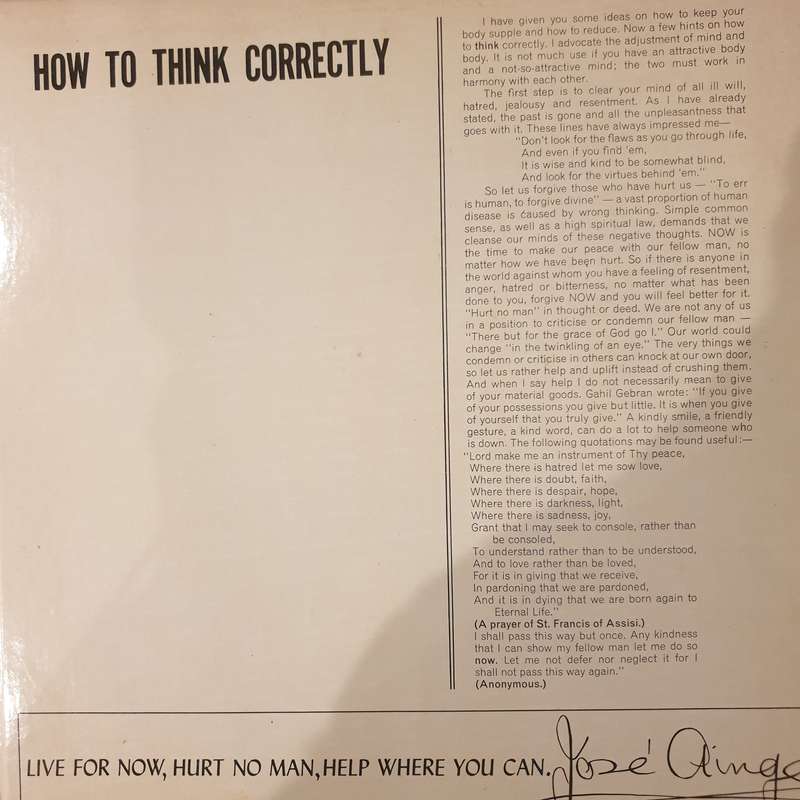 HOW TO THINK CORRECTLY
I have given you some ideas on how to keep your
body supple and how to reduce. Now a few hints on how
to think correctly. I advocate the adjustment of mind and
body. It is not much use if you have an attractive body
and a not-so-attractive mind; the two must work in
harmony with each other.
The first step is to clear your mind of all ill will,
hatred, jealousy and resentment. As I have already
stated, the past is gone and all the unpleasantness that
goes with it. These lines have always impressed me—
"Don't look for the flaws as you go through life,
And even if you find 'em,
It is wise and kind to be somewhat blind,
And look for the virtues behind 'em."
So let us forgive those who have hurt us — "To err
is human, to forgive divine" — a vast proportion of human
disease is caused by wrong thinking. Simple common
sense, as well as a high spiritual law, demands that we
cleanse our minds of these negative thoughts. NOW is
the time to make our peace with our fellow man, no
matter how we have been hurt. So if there is anyone in
the world against whom you have a feeling of resentment,
anger, hatred or bitterness, no matter what has been
done to you, forgive NOW and you will feel better for it.
"Hurt no man" in thought or deed. We are not any of us
in a position to criticise or condemn our fellow man —
"There but for the grace of God go I." Our world could
change "in the twinkling of an eye." The very things we
condemn or criticise in others can knock at our own door,
so let us rather help and uplift instead of crushing them.
And when I say help I do not necessarily mean to give
of your material goods. Gahil Gebran wrote: "If you give
of your possessions you give but little. It is when you give
of yourself that you truly give." A kindly smile, a friendly
gesture, a kind word, can do a lot to help someone who
is down. The following quotations may be found useful:—
"Lord make me an instrument of Thy peace,
Where there is hatred let me sow love,
Where there is doubt, faith,
Where there is despair, hope,
Where there is darkness, light,
Where there is sadness, joy,
Grant that I may seek to console, rather than
be consoled,
To understand rather than to be understood,
And to love rather than be loved,
For it is in giving that we receive,
In pardoning that we are pardoned,
And it is in dying that we are born again to
Eternal Life."
(A prayer of St. Francis of Assisi.)
I shall pass this way but once. Any kindness
that I can show my fellow man let me do so
now. Let me not defer nor neglect it for I
shall not pass this way again."
(Anonymous.)
LIVE FOR NOW, HURT NO MAN, HELP WHERE YOU CAN.
José